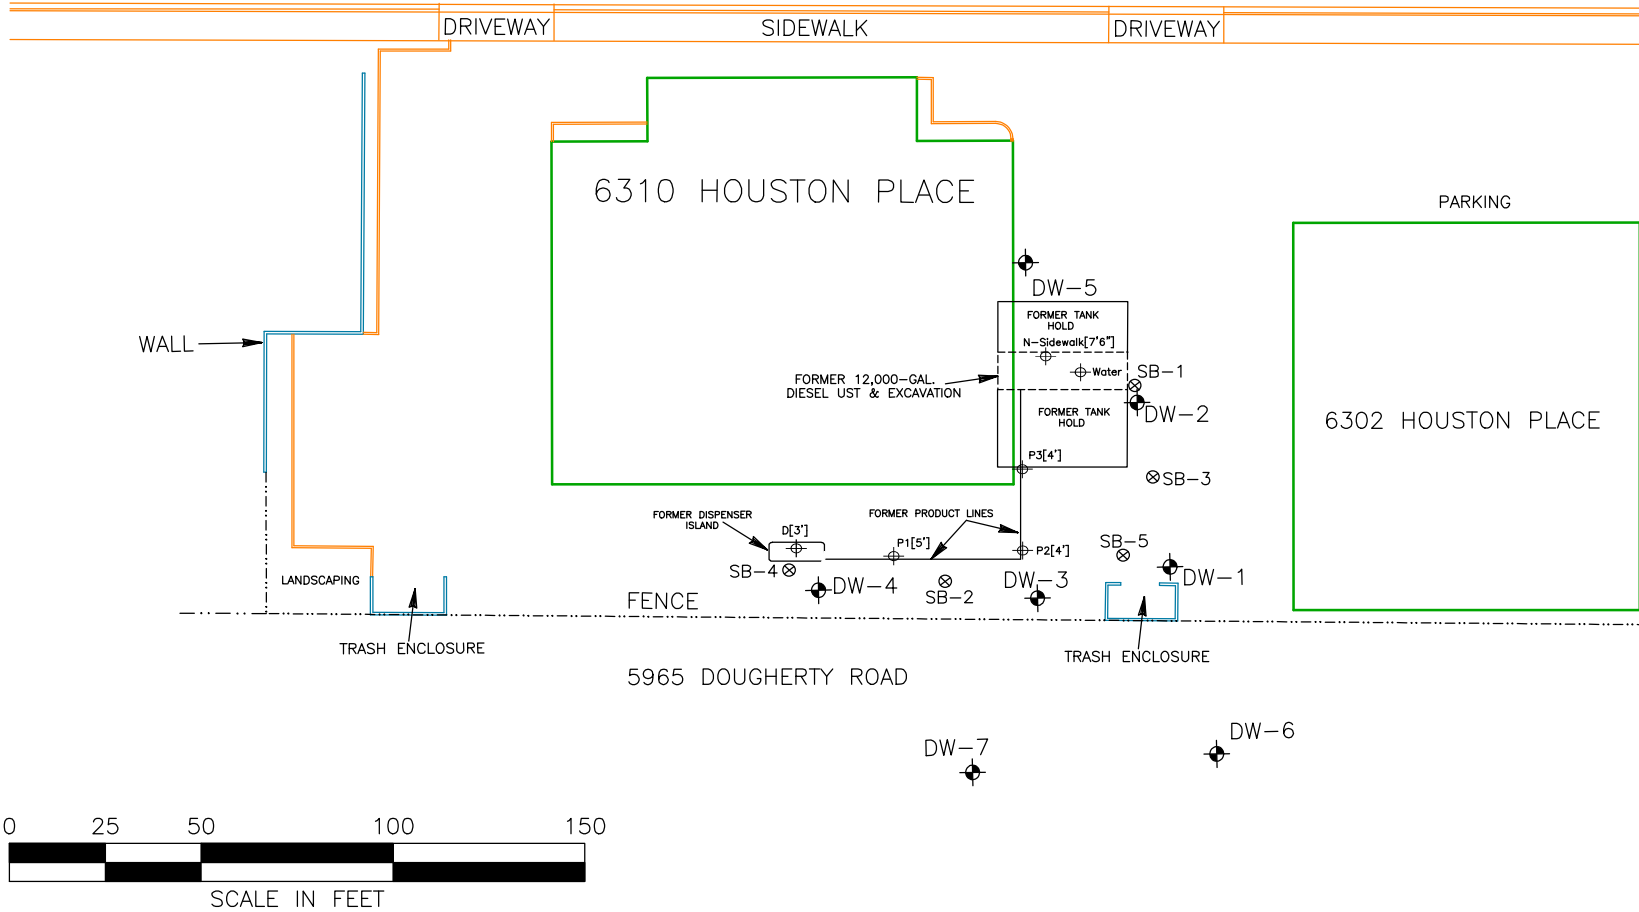 DRIVEWAY
SIDEWALK
DRIVEWAY
6310 HOUSTON PLACE
PARKING
DW-5
FORMER TANK
HOLD
WALL
N-Sidewalk[7'6"]
Water
SB-1
FORMER 12,000-GAL.
DIESEL UST & EXCAVATION
FORMER TANK
HOLD
DW-2
6302 HOUSTON PLACE
P3[4']
SB-3
FORMER DISPENSER
ISLAND
FORMER PRODUCT LINES
D[3']
P1[5']
P2[4']
SB-5
LANDSCAPING
SB-4
DW-4
SB-2
DW-3
DW-1
FENCE
TRASH ENCLOSURE
TRASH ENCLOSURE
5965 DOUGHERTY ROAD
DW-7
DW-6
0 25 50 100 150
SCALE IN FEET